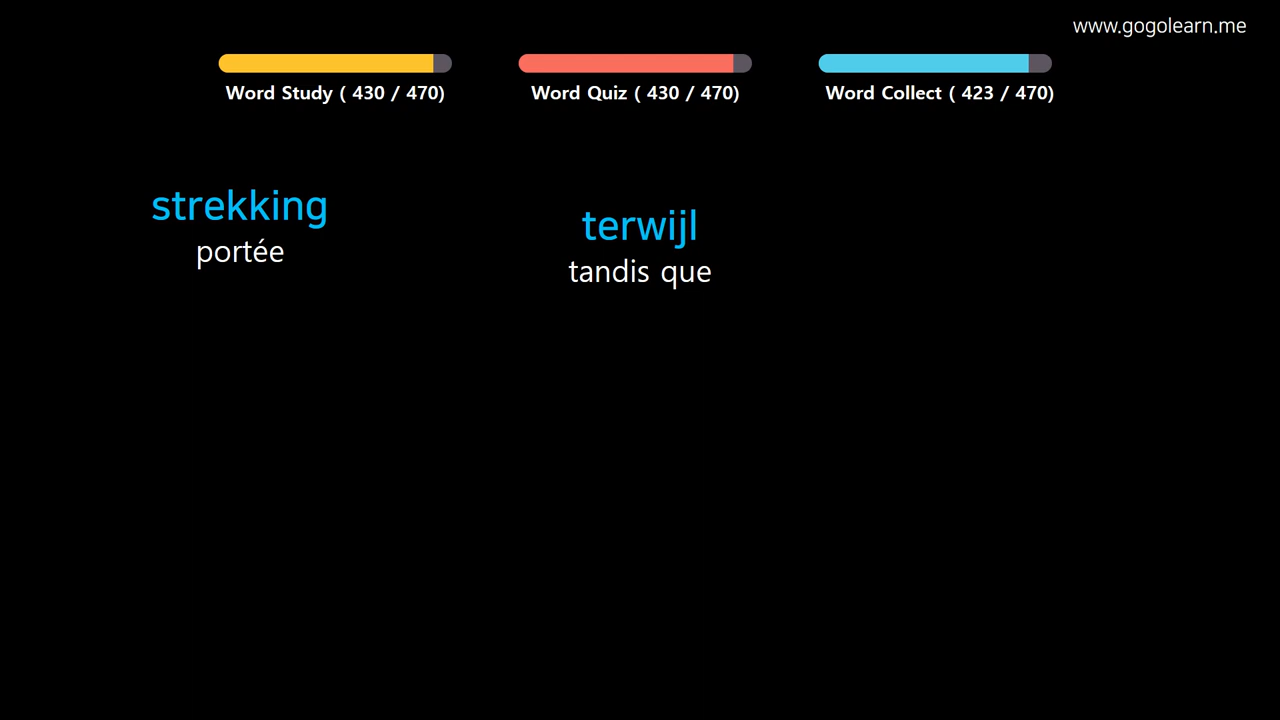 www.gogolearn.me
Word Study ( 430 / 470)
Word Quiz ( 430 / 470)
Word Collect ( 423 / 470)
strekking
portée
terwijl
tandis que